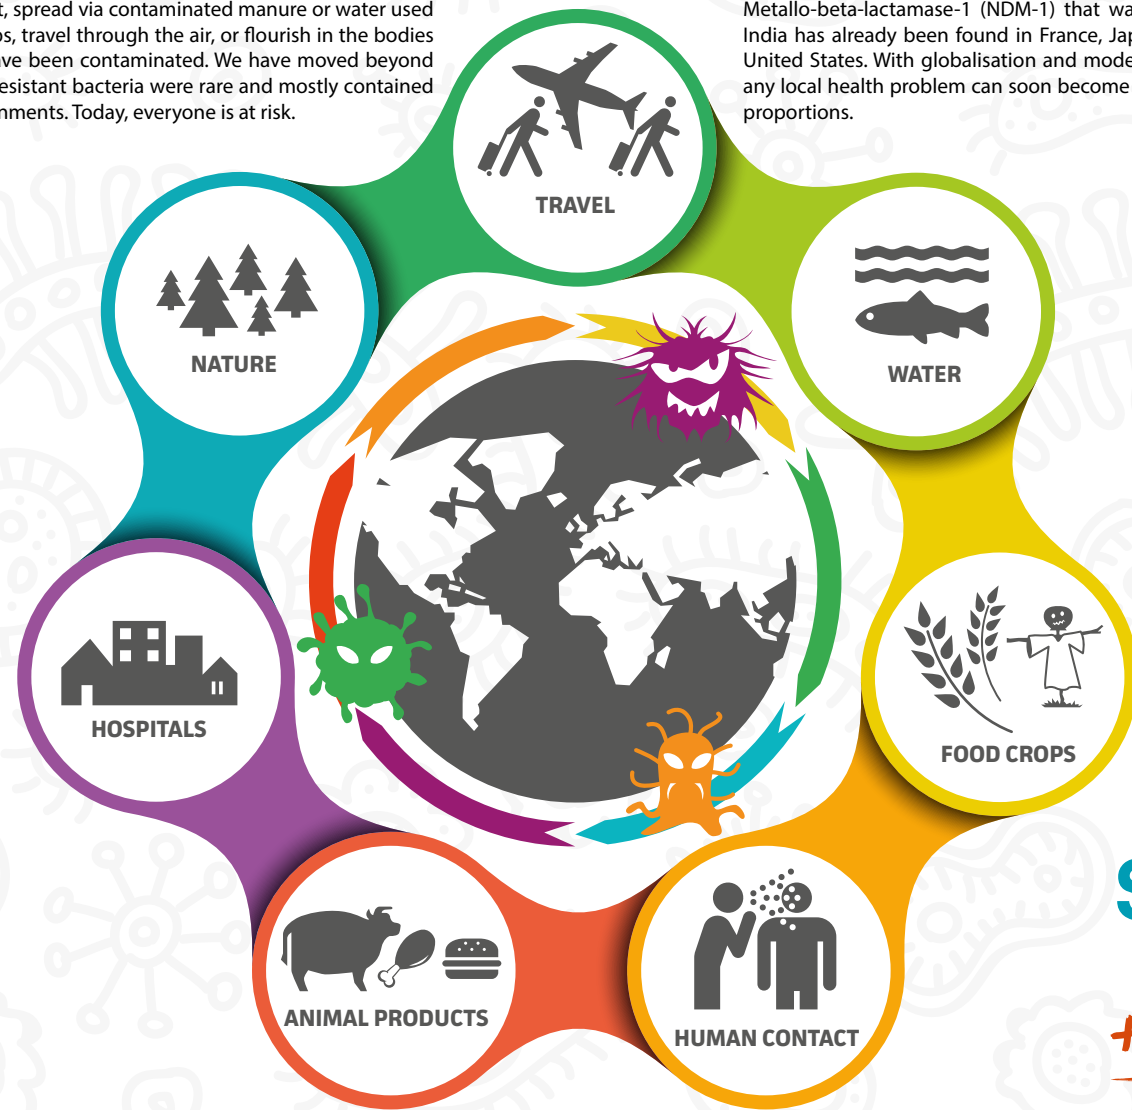 t, spread via contaminated manure or water used
os, travel through the air, or flourish in the bodies
ave been contaminated. We have moved beyond
esistant bacteria were rare and mostly contained
nments. Today, everyone is at risk.
Metallo-beta-lactamase-1 (NDM-1) that wa
India has already been found in France, Jap
United States. With globalisation and mode
any local health problem can soon become
proportions.
TRAVEL
NATURE
WATER
HOSPITALS
FOOD CROPS
ANIMAL PRODUCTS
HUMAN CONTACT
S